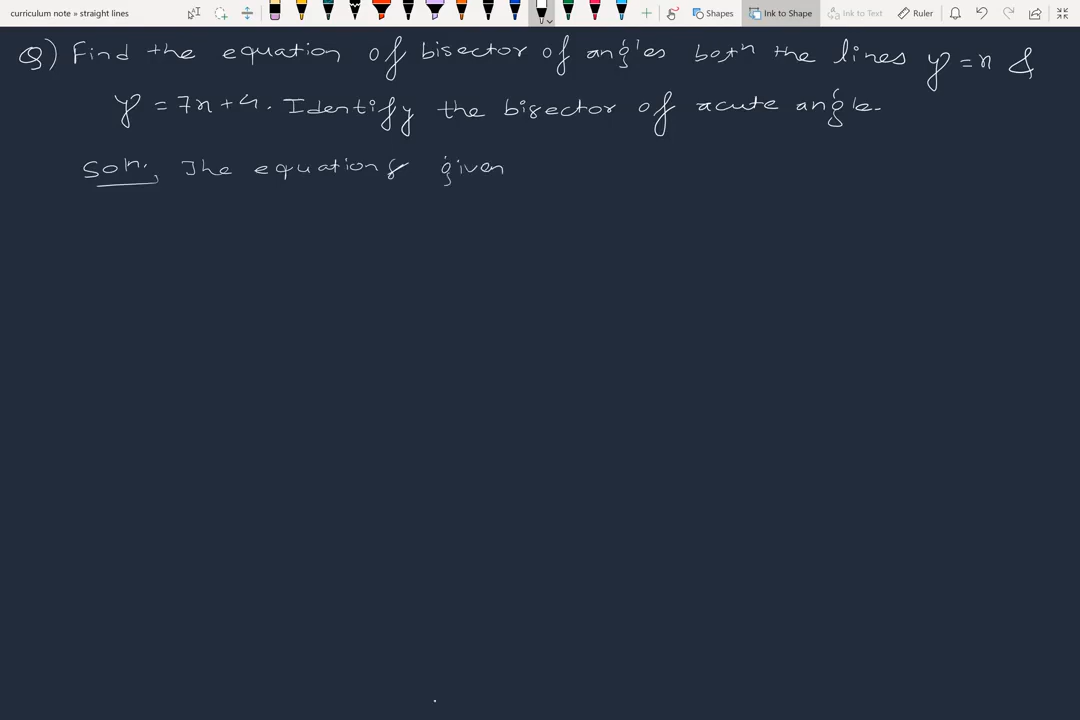 curriculum note » straight lines
Shapes Ink to Shape Ink to Text Ruler
Q) Find the equation of bisector of angles betn the lines y = x &
y = 7x + 4. Identify the bisector of acute angle.
Soln, The equations given